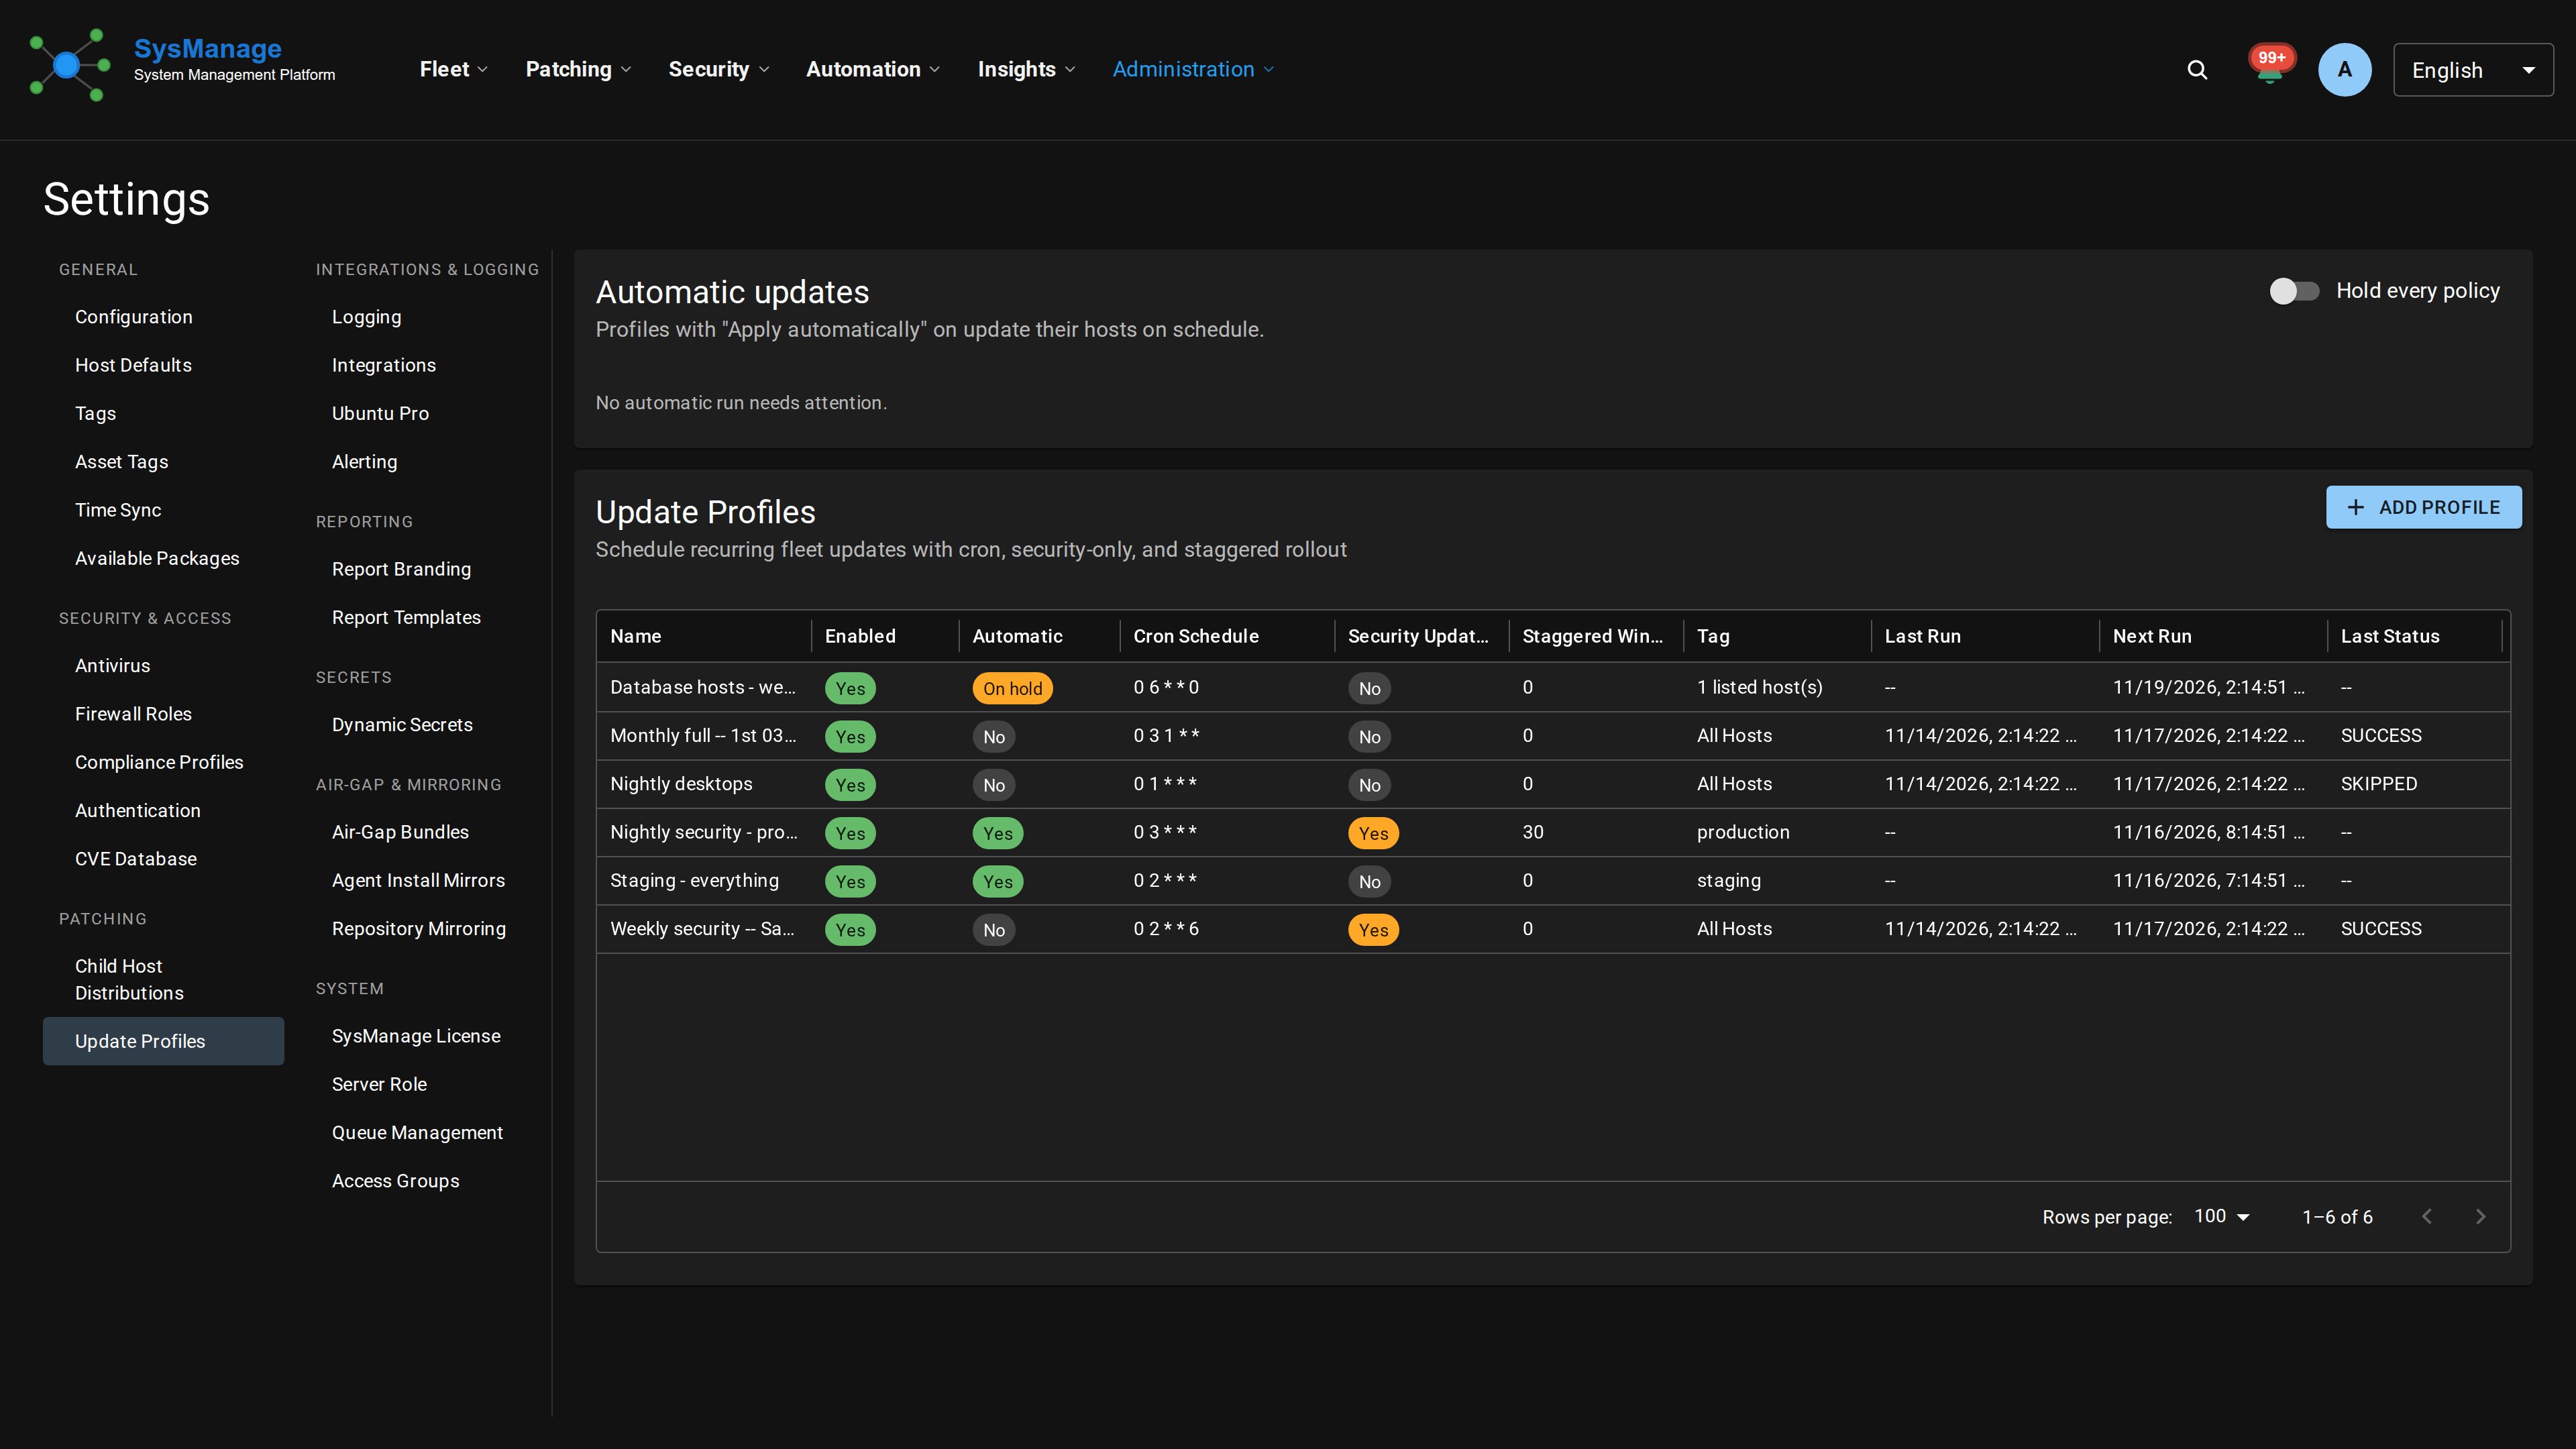 SysManage
System Management Platform
Fleet
Patching
Security
Automation
Insights
Administration
99+
A
English
Settings
GENERAL
Configuration
Host Defaults
Tags
Asset Tags
Time Sync
Available Packages
SECURITY & ACCESS
Antivirus
Firewall Roles
Compliance Profiles
Authentication
CVE Database
PATCHING
Child Host
Distributions
Update Profiles
INTEGRATIONS & LOGGING
Logging
Integrations
Ubuntu Pro
Alerting
REPORTING
Report Branding
Report Templates
SECRETS
Dynamic Secrets
AIR-GAP & MIRRORING
Air-Gap Bundles
Agent Install Mirrors
Repository Mirroring
SYSTEM
SysManage License
Server Role
Queue Management
Access Groups
Automatic updates
Hold every policy
Profiles with "Apply automatically" on update their hosts on schedule.
No automatic run needs attention.
Update Profiles
ADD PROFILE
Schedule recurring fleet updates with cron, security-only, and staggered rollout
Name Enabled Automatic Cron Schedule Security Updat... Staggered Win... Tag Last Run Next Run Last Status
Database hosts - we... Yes On hold 0 6 * * 0 No 0 1 listed host(s) -- 11/19/2026, 2:14:51 ... --
Monthly full -- 1st 03... Yes No 0 3 1 * * No 0 All Hosts 11/14/2026, 2:14:22 ... 11/17/2026, 2:14:22 ... SUCCESS
Nightly desktops Yes No 0 1 * * * No 0 All Hosts 11/14/2026, 2:14:22 ... 11/17/2026, 2:14:22 ... SKIPPED
Nightly security - pro... Yes Yes 0 3 * * * Yes 30 production -- 11/16/2026, 8:14:51 ... --
Staging - everything Yes Yes 0 2 * * * No 0 staging -- 11/16/2026, 7:14:51 ... --
Weekly security -- Sa... Yes No 0 2 * * 6 Yes 0 All Hosts 11/14/2026, 2:14:22 ... 11/17/2026, 2:14:22 ... SUCCESS
Rows per page: 100 1–6 of 6